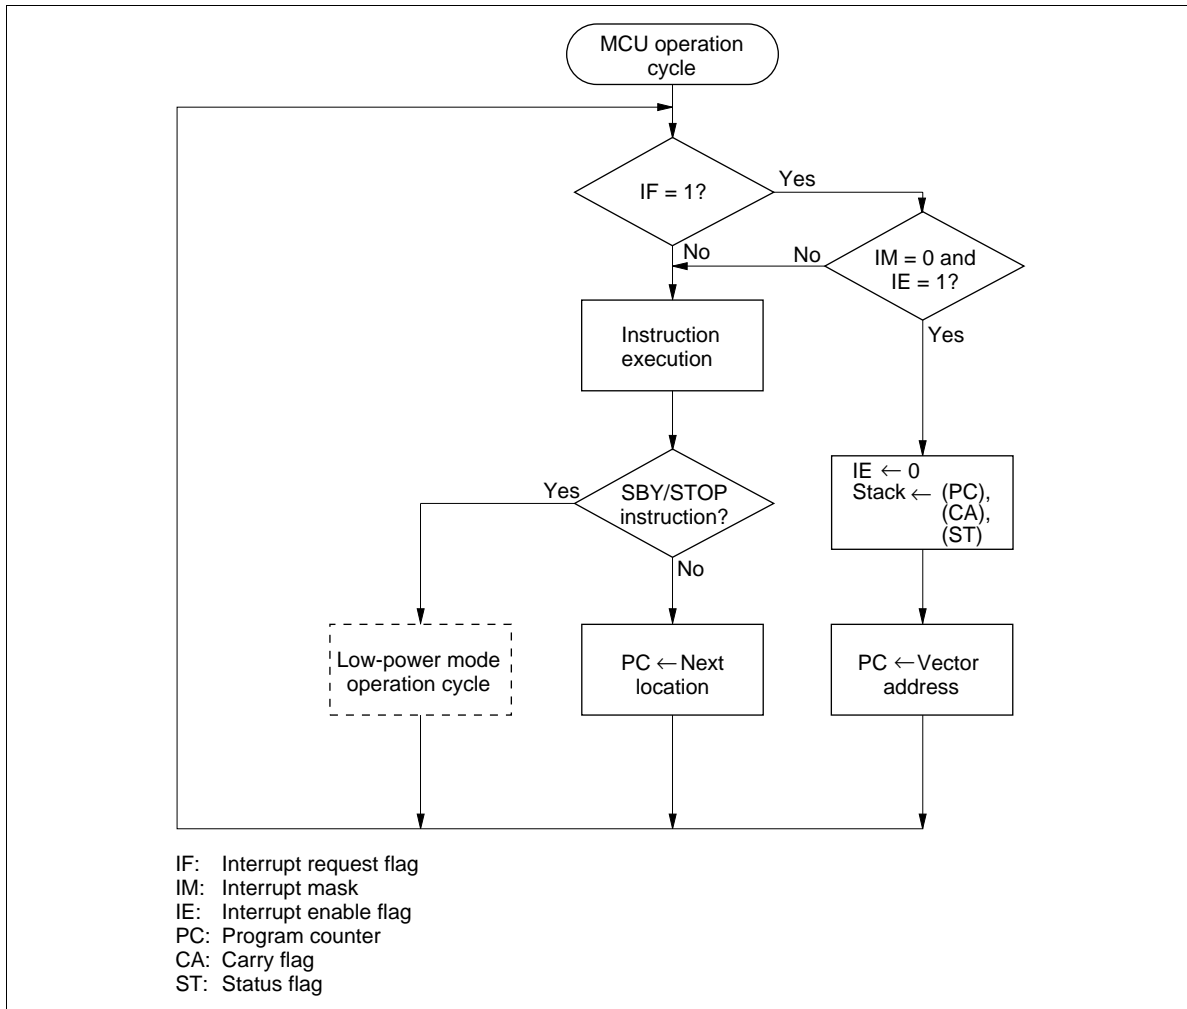 MCU operation
cycle
IF = 1?
Yes
No
No
IM = 0 and
IE = 1?
Yes
Instruction
execution
IE ← 0
Stack ← (PC),
(CA),
(ST)
Yes
SBY/STOP
instruction?
No
Low-power mode
operation cycle
PC ← Next
location
PC ← Vector
address
IF: Interrupt request flag
IM: Interrupt mask
IE: Interrupt enable flag
PC: Program counter
CA: Carry flag
ST: Status flag